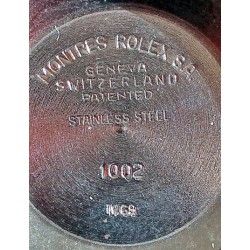 MONTRES ROLEX S.A.
GENEVA
SWITZERLAND
PATENTED
STAINLESS STEEL
1002